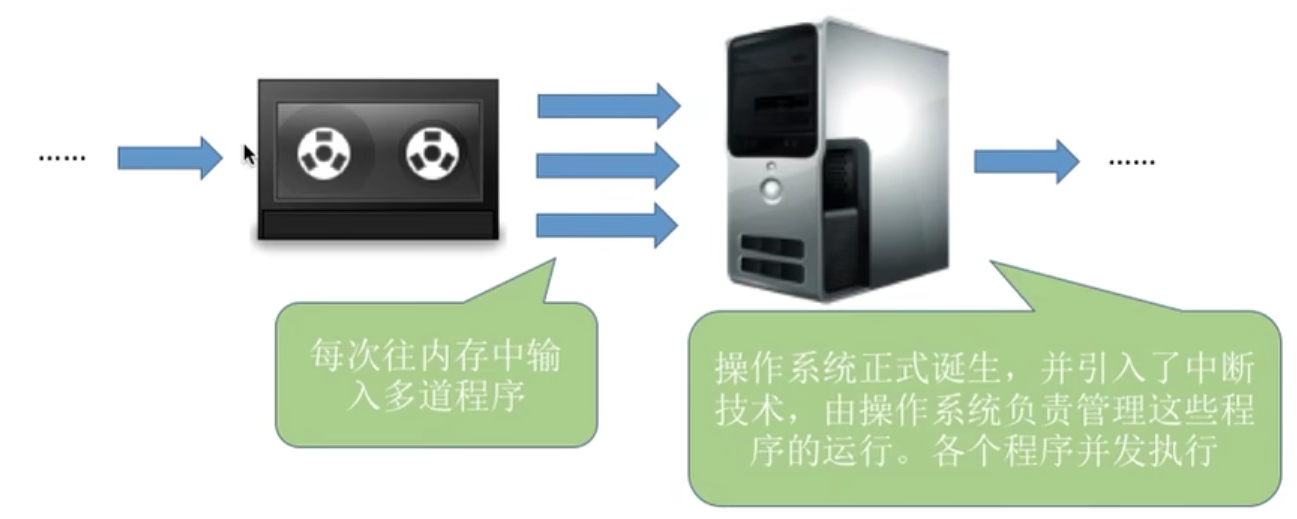 ......
......
每次往内存中输
入多道程序
操作系统正式诞生，并引入了中断
技术，由操作系统负责管理这些程
序的运行。各个程序并发执行